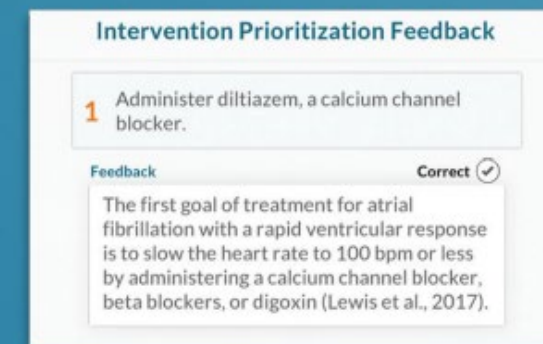 Intervention Prioritization Feedback
1 Administer diltiazem, a calcium channel
blocker.
Feedback Correct
The first goal of treatment for atrial
fibrillation with a rapid ventricular response
is to slow the heart rate to 100 bpm or less
by administering a calcium channel blocker,
beta blockers, or digoxin (Lewis et al., 2017).